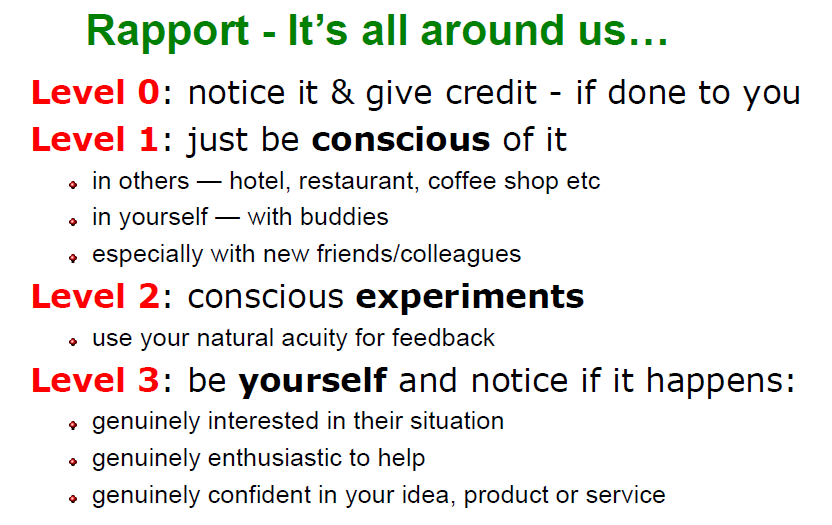 Rapport - It’s all around us…
Level 0: notice it & give credit - if done to you
Level 1: just be conscious of it
in others — hotel, restaurant, coffee shop etc
in yourself — with buddies
especially with new friends/colleagues
Level 2: conscious experiments
use your natural acuity for feedback
Level 3: be yourself and notice if it happens:
genuinely interested in their situation
genuinely enthusiastic to help
genuinely confident in your idea, product or service